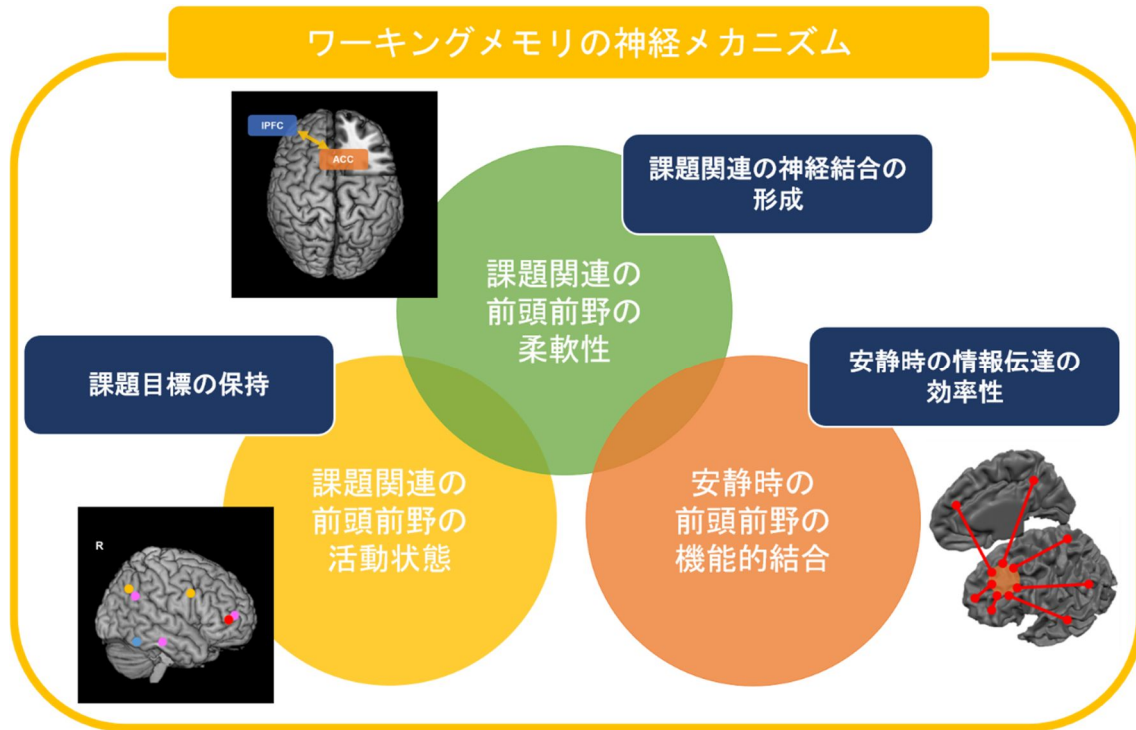 ワーキングメモリの神経メカニズム
IPFC
ACC
課題関連の神経結合の
形成
課題関連の
前頭前野の
柔軟性
課題目標の保持
安静時の情報伝達の
効率性
課題関連の
前頭前野の
活動状態
安静時の
前頭前野の
機能的結合
R